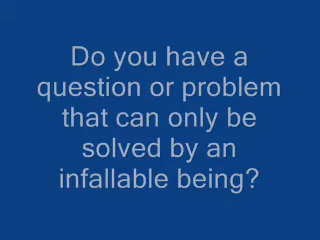 Do you have a
question or problem
that can only be
solved by an
infallable being?